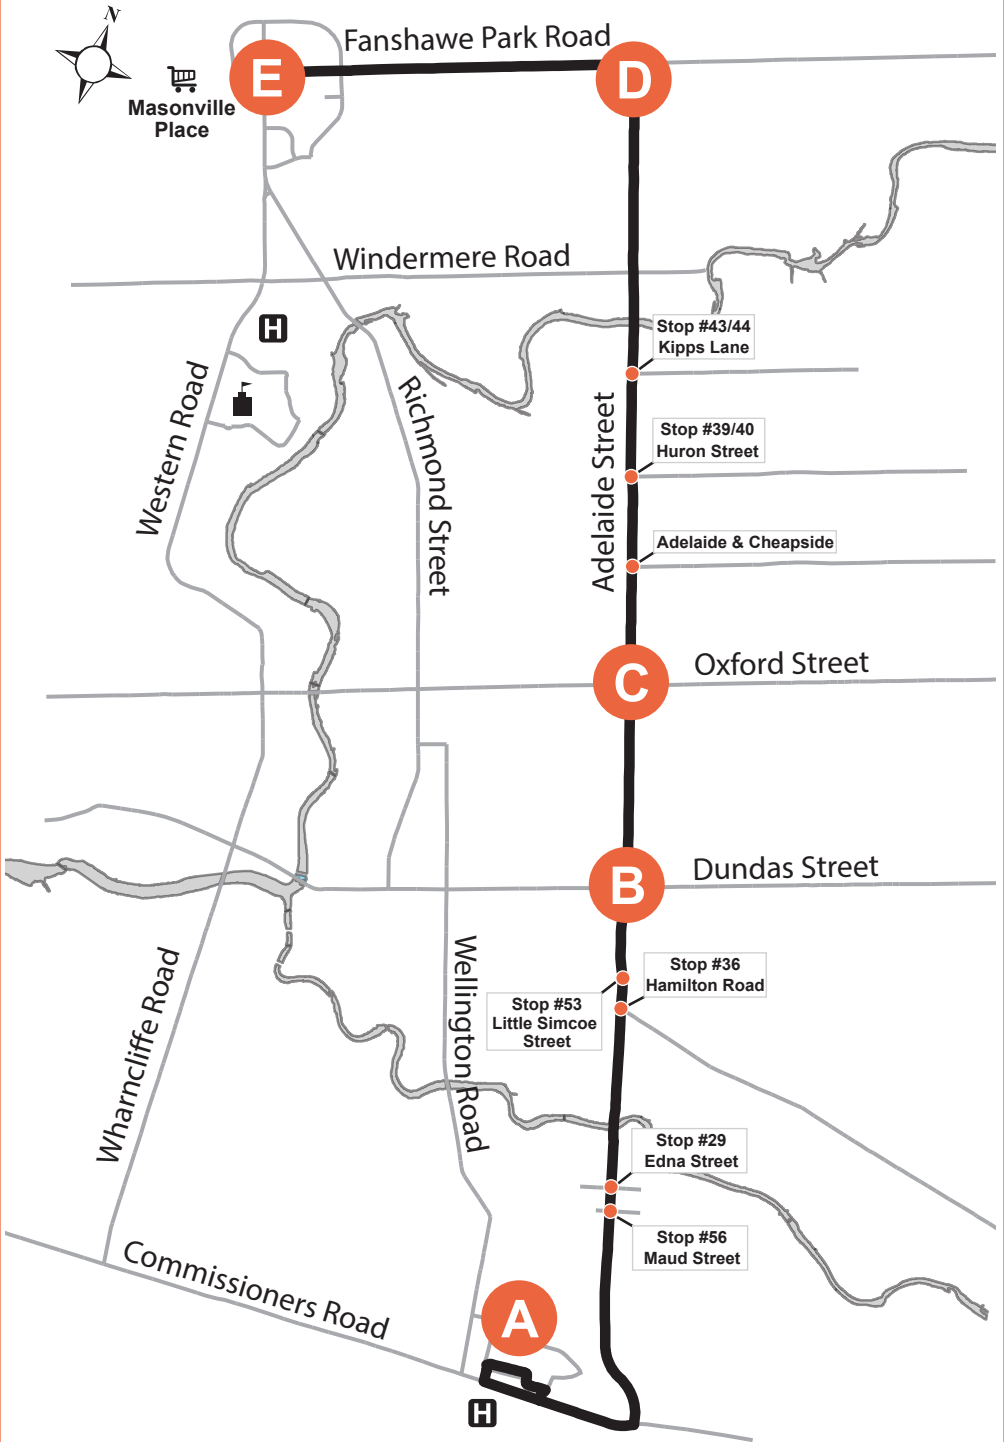 N
Fanshawe Park Road
E
D
Masonville
Place
Windermere Road
Stop #43/44
Kipps Lane
H
Western Road
Richmond Street
Adelaide Street
Stop #39/40
Huron Street
Adelaide & Cheapside
C
Oxford Street
B
Dundas Street
Wharncliffe Road
Wellington Road
Stop #36
Hamilton Road
Stop #53
Little Simcoe
Street
Stop #29
Edna Street
Stop #56
Maud Street
Commissioners Road
A
H